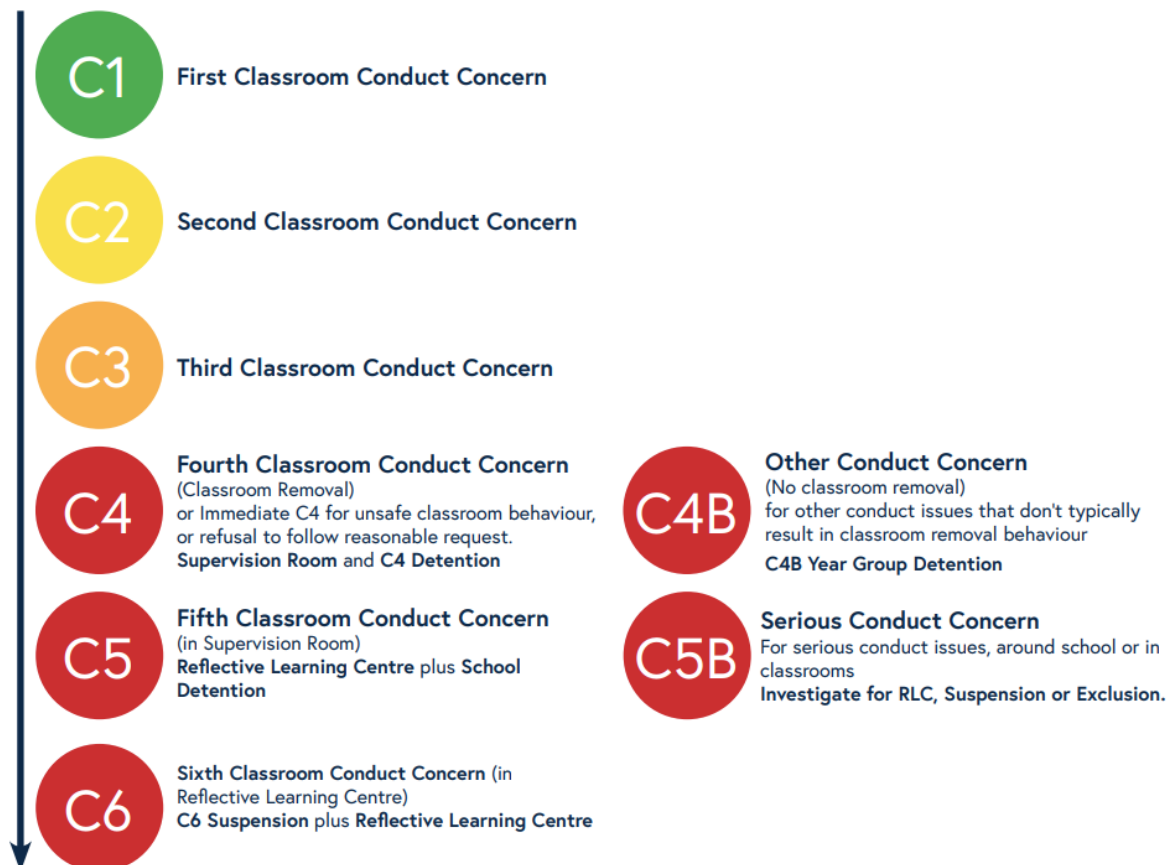 C1
First Classroom Conduct Concern
C2
Second Classroom Conduct Concern
C3
Third Classroom Conduct Concern
C4
Fourth Classroom Conduct Concern
(Classroom Removal)
or Immediate C4 for unsafe classroom behaviour,
or refusal to follow reasonable request.
Supervision Room and C4 Detention
C4B
Other Conduct Concern
(No classroom removal)
for other conduct issues that don't typically
result in classroom removal behaviour
C4B Year Group Detention
C5
Fifth Classroom Conduct Concern
(in Supervision Room)
Reflective Learning Centre plus School
Detention
C5B
Serious Conduct Concern
For serious conduct issues, around school or in
classrooms
Investigate for RLC, Suspension or Exclusion.
C6
Sixth Classroom Conduct Concern (in
Reflective Learning Centre)
C6 Suspension plus Reflective Learning Centre